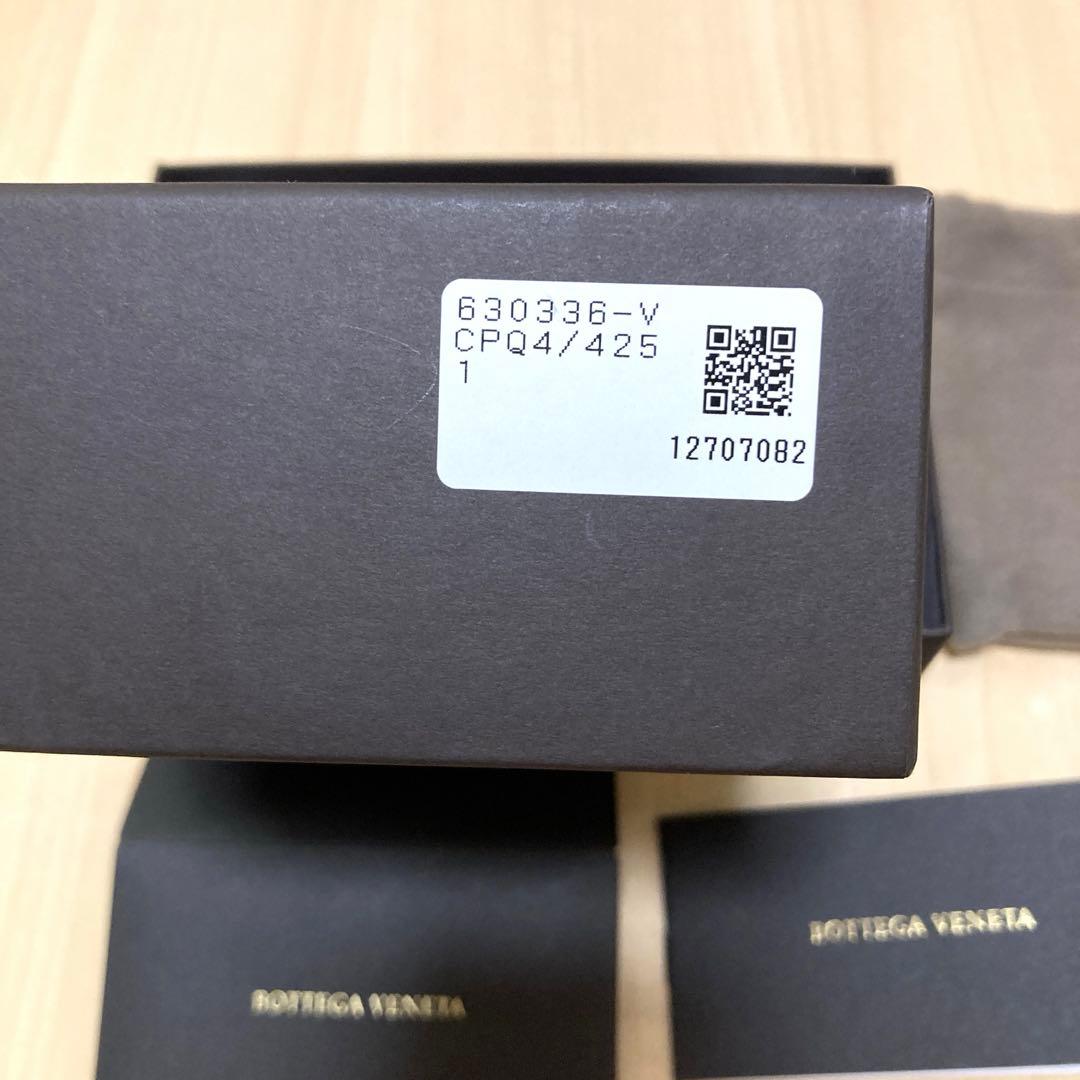 630336-V
CPQ4/425
1
12707082
BOTTEGA VENETA
BOTTEGA VENETA